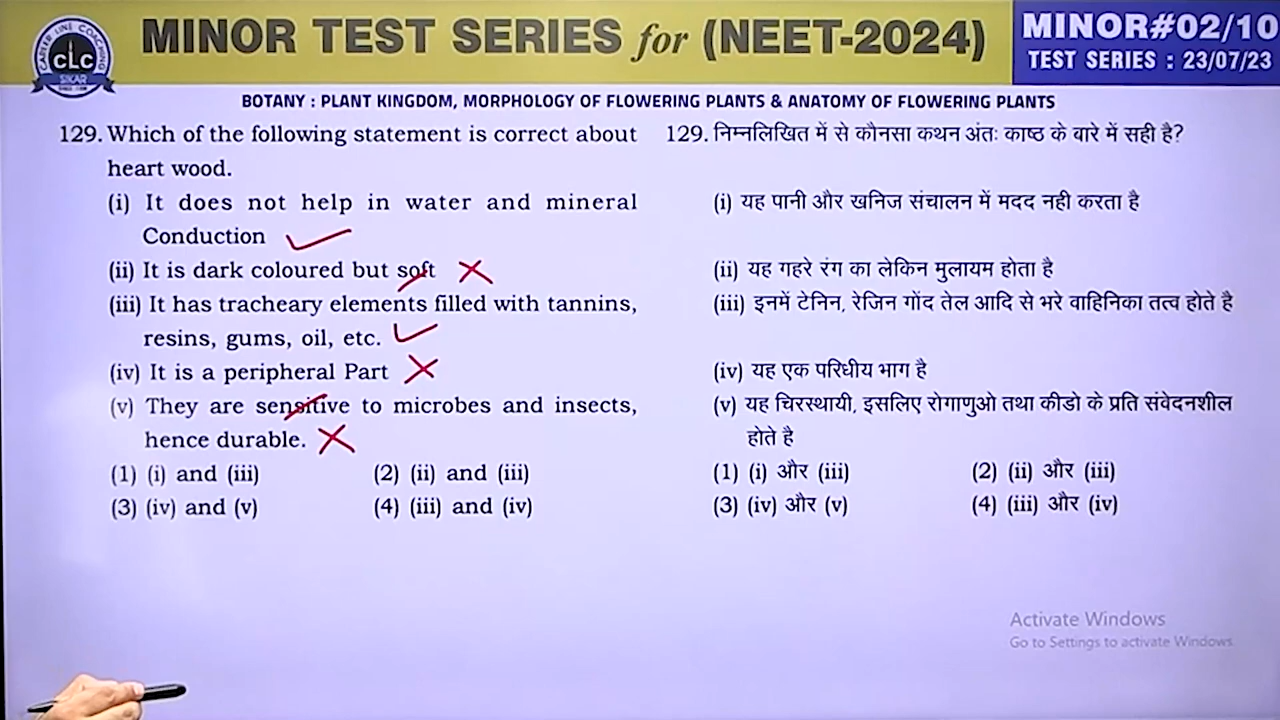 CAREER LINE COACHING
CLC
SIKAR
MINOR TEST SERIES for (NEET-2024)
MINOR#02/10
TEST SERIES : 23/07/23
BOTANY : PLANT KINGDOM, MORPHOLOGY OF FLOWERING PLANTS & ANATOMY OF FLOWERING PLANTS
129. Which of the following statement is correct about
heart wood.
(i) It does not help in water and mineral
Conduction
(ii) It is dark coloured but soft
(iii) It has tracheary elements filled with tannins,
resins, gums, oil, etc.
(iv) It is a peripheral Part
(v) They are sensitive to microbes and insects,
hence durable.
(1) (i) and (iii) (2) (ii) and (iii)
(3) (iv) and (v) (4) (iii) and (iv)
129. निम्नलिखित में से कौनसा कथन अंतः काष्ठ के बारे में सही है?
(i) यह पानी और खनिज संचालन में मदद नही करता है
(ii) यह गहरे रंग का लेकिन मुलायम होता है
(iii) इनमें टेनिन, रेजिन गोंद तेल आदि से भरे वाहिनिका तत्व होते है
(iv) यह एक परिधीय भाग है
(v) यह चिरस्थायी, इसलिए रोगाणुओ तथा कीडो के प्रति संवेदनशील
होते है
(1) (i) और (iii) (2) (ii) और (iii)
(3) (iv) और (v) (4) (iii) और (iv)
Activate Windows
Go to Settings to activate Windows.